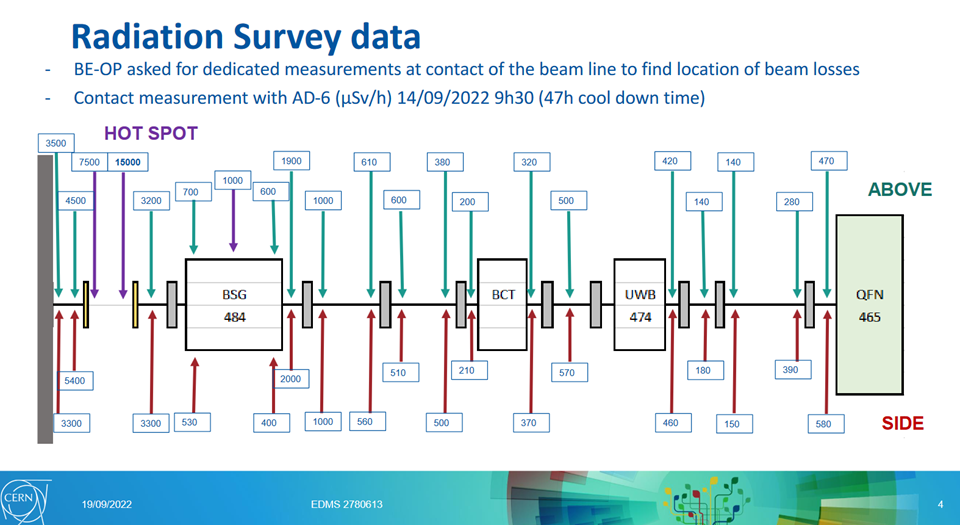 Radiation Survey data
- BE-OP asked for dedicated measurements at contact of the beam line to find location of beam losses
- Contact measurement with AD-6 (µSv/h) 14/09/2022 9h30 (47h cool down time)
HOT SPOT
3500
7500 15000 1900 610 380 320 420 140 470
4500 3200 700 1000 600 1000 600 200 500 140 280
ABOVE
BSG BCT UWB QFN
484 474 465
5400 2000 510 210 570 180 390
3300 3300 530 400 1000 560 500 370 460 150 580
SIDE
CERN
19/09/2022 EDMS 2780613 4